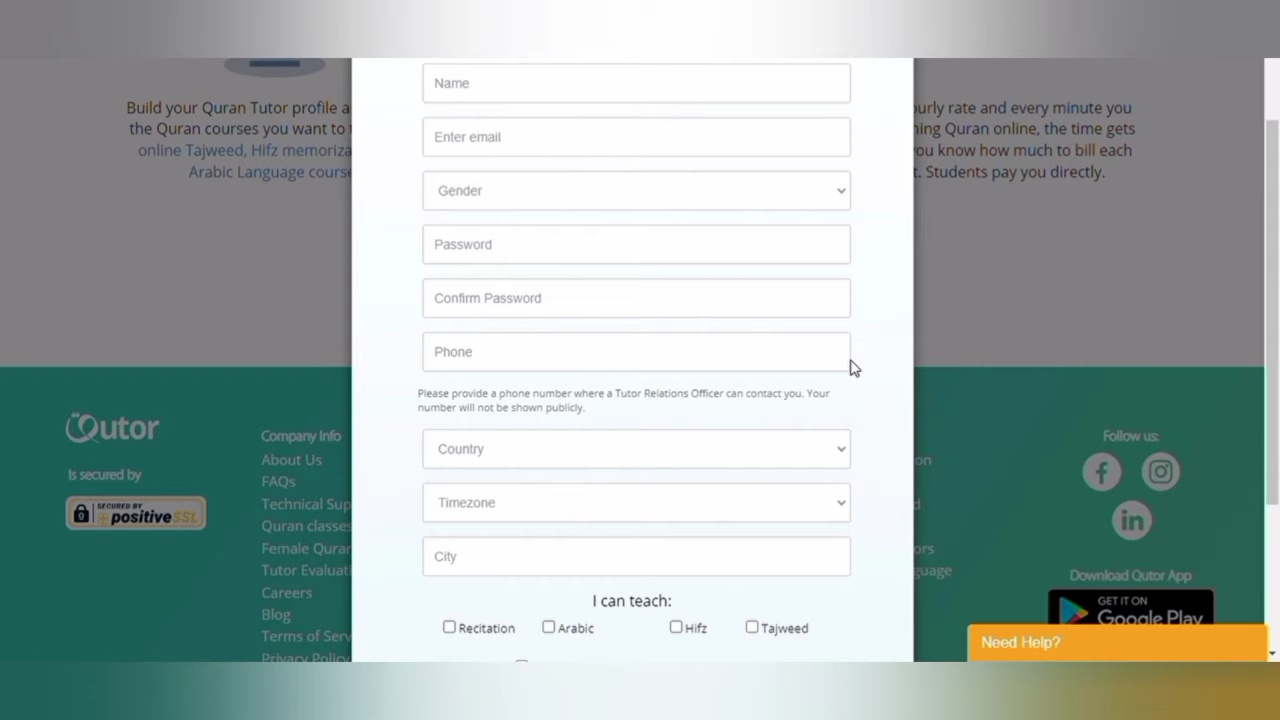 Build your Quran Tutor profile a
the Quran courses you want to
online Tajweed, Hifz memoriza
Arabic Language course
urly rate and every minute you
ning Quran online, the time gets
ou know how much to bill each
t. Students pay you directly.
Name
Enter email
Gender
Password
Confirm Password
Phone
Please provide a phone number where a Tutor Relations Officer can contact you. Your
number will not be shown publicly.
Country
Timezone
City
I can teach:
Recitation Arabic Hifz Tajweed
Qutor
Is secured by
SECURED BY
positiveSSL
Company Info
About Us
FAQs
Technical Sup
Quran classes
Female Quran
Tutor Evaluati
Careers
Blog
Terms of Serv
Privacy Policy
on
d
ors
guage
Follow us:
f
in
Download Qutor App
GET IT ON
Google Play
Need Help?